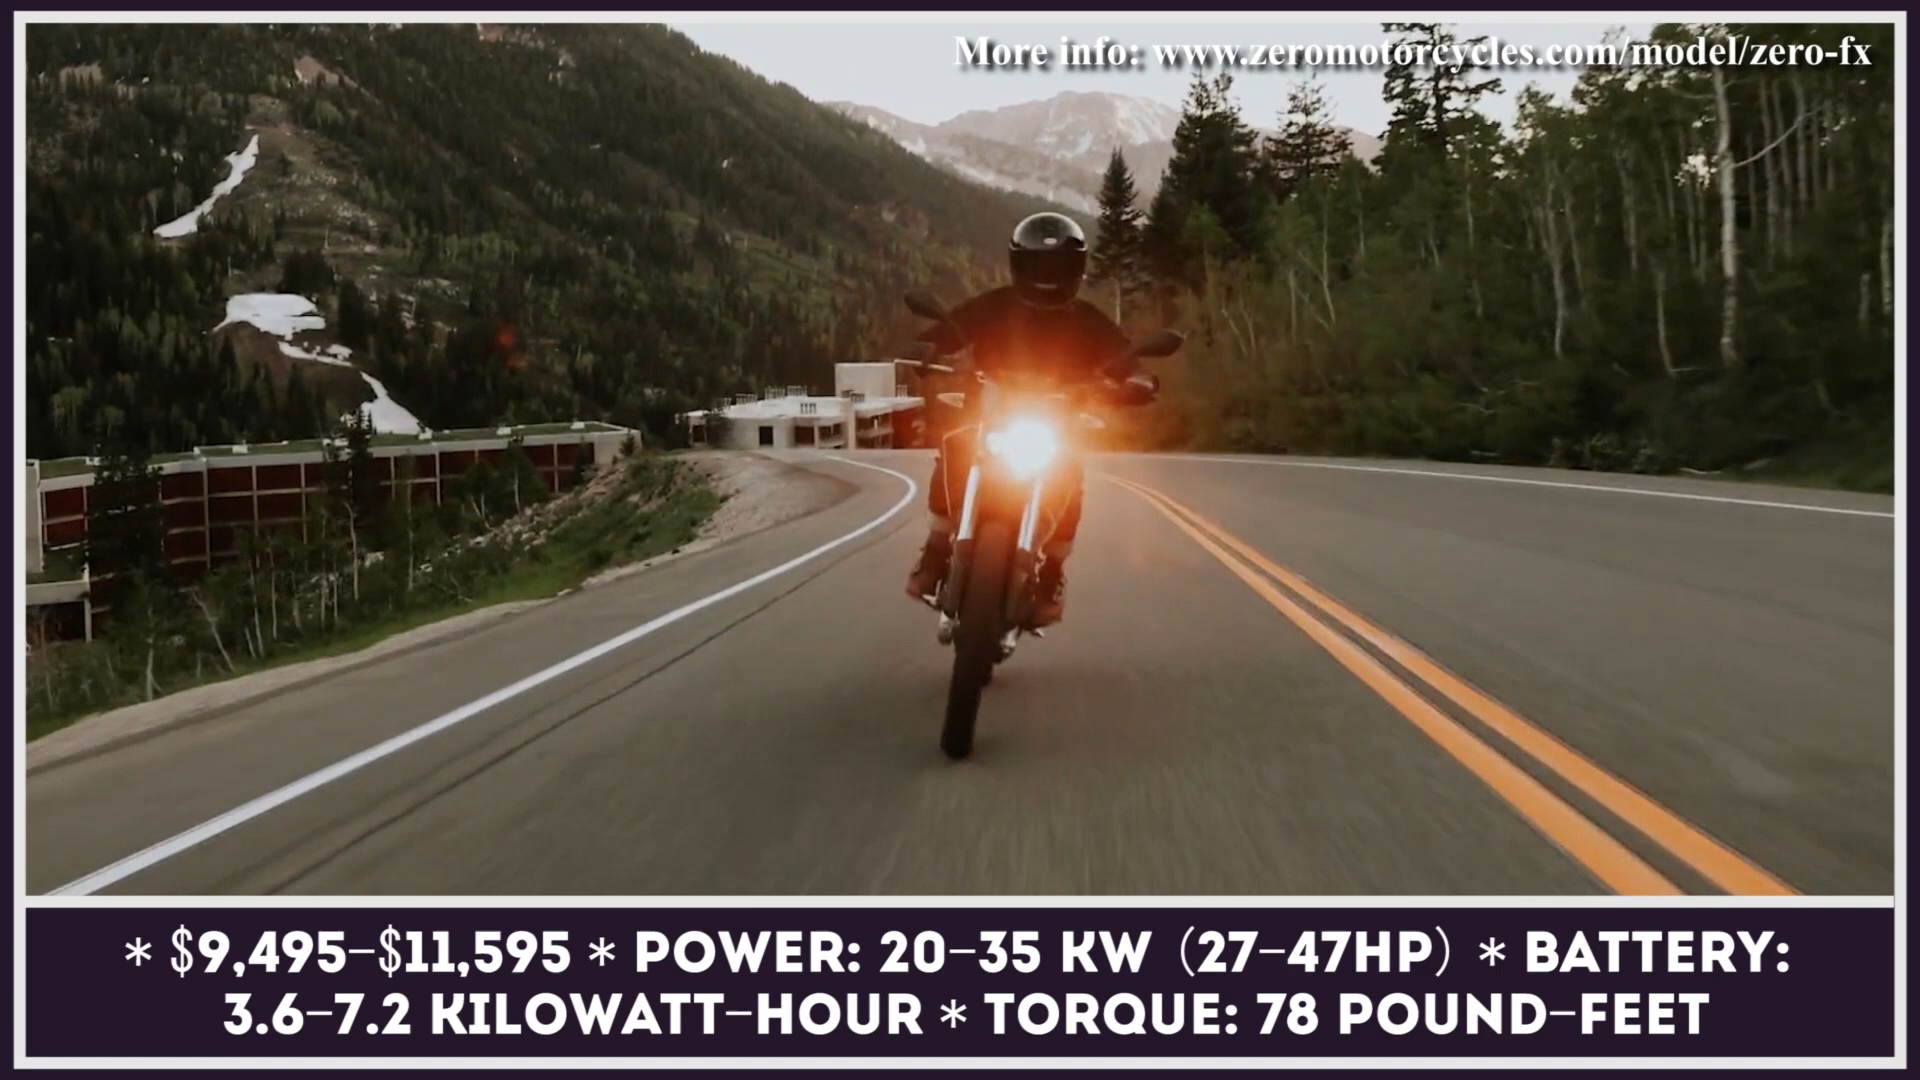 More info: www.zeromotorcycles.com/model/zero-fx
* $9,495–$11,595 * POWER: 20–35 KW (27–47HP) * BATTERY:
3.6–7.2 KILOWATT–HOUR * TORQUE: 78 POUND–FEET